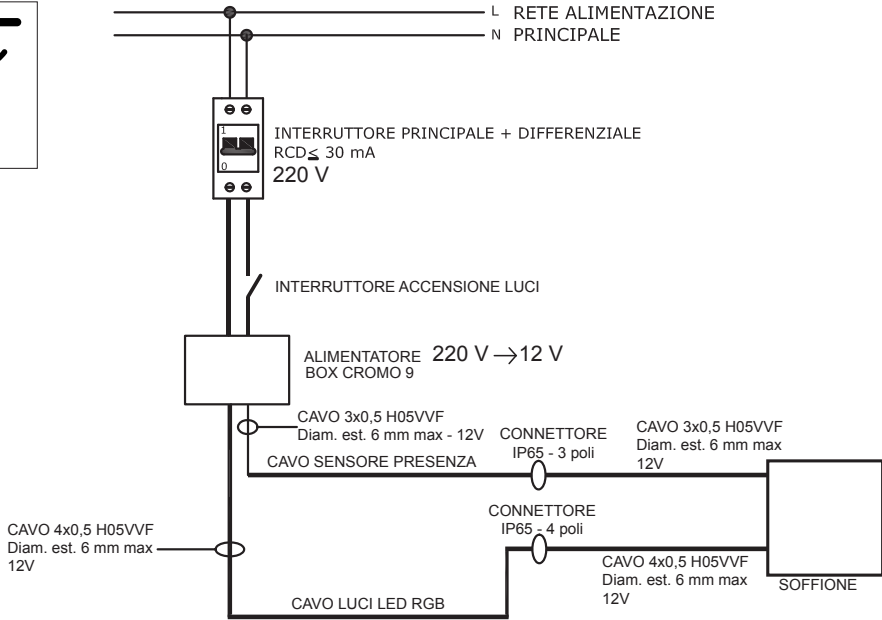 L RETE ALIMENTAZIONE
N PRINCIPALE
1
0
INTERRUTTORE PRINCIPALE + DIFFERENZIALE
RCD≤ 30 mA
220 V
INTERRUTTORE ACCENSIONE LUCI
ALIMENTATORE 220 V →12 V
BOX CROMO 9
CAVO 3x0,5 H05VVF
Diam. est. 6 mm max - 12V
CAVO SENSORE PRESENZA
CONNETTORE
IP65 - 3 poli
CAVO 3x0,5 H05VVF
Diam. est. 6 mm max
12V
CONNETTORE
IP65 - 4 poli
CAVO 4x0,5 H05VVF
Diam. est. 6 mm max
12V
CAVO 4x0,5 H05VVF
Diam. est. 6 mm max
12V
SOFFIONE
CAVO LUCI LED RGB